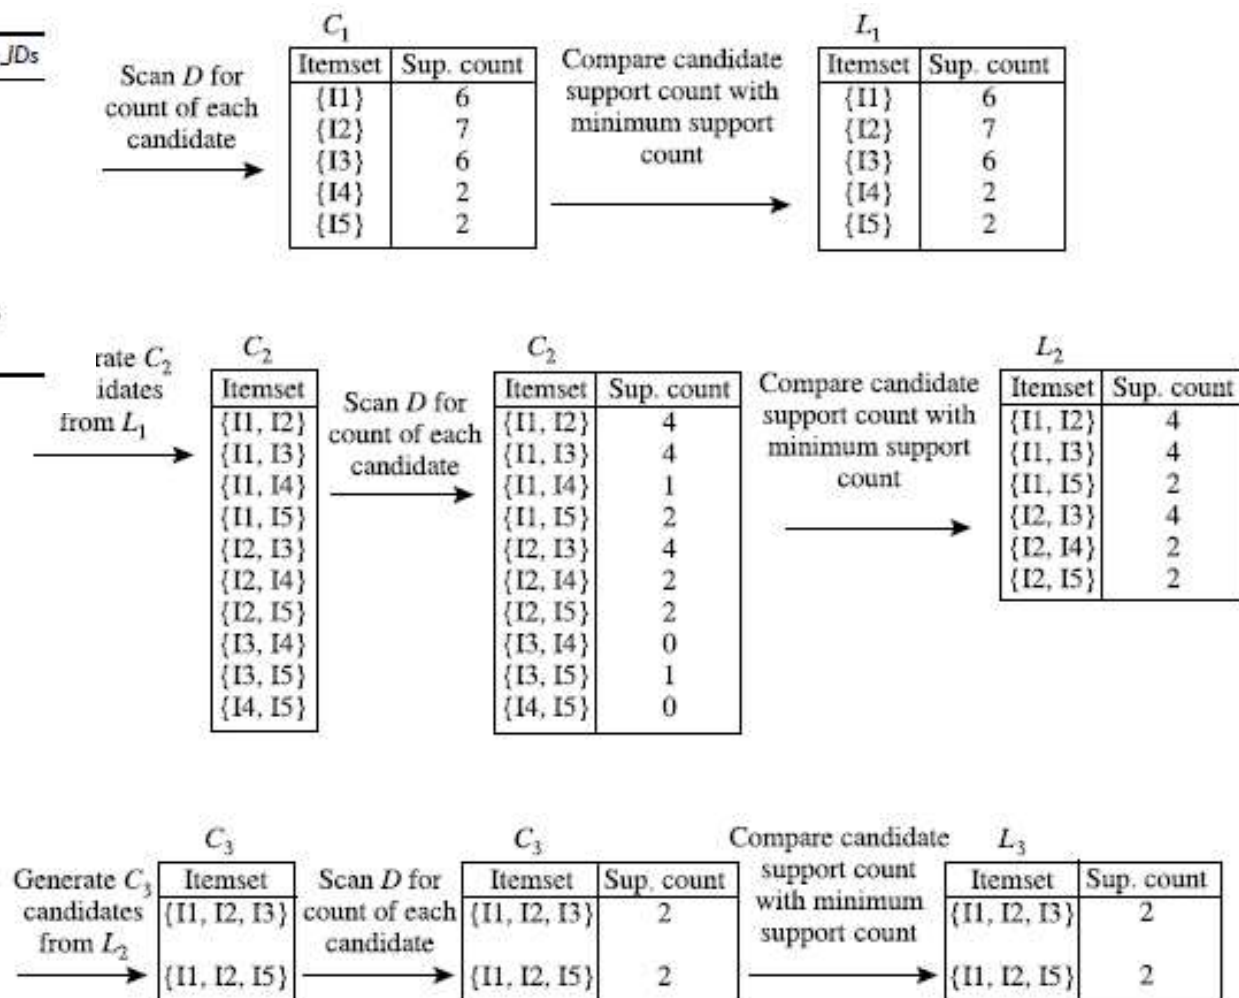 _IDs
Scan D for
count of each
candidate
C1
Itemset Sup. count
{I1} 6
{I2} 7
{I3} 6
{I4} 2
{I5} 2
Compare candidate
support count with
minimum support
count
L1
Itemset Sup. count
{I1} 6
{I2} 7
{I3} 6
{I4} 2
{I5} 2
rate C2
idates
from L1
C2
Itemset
{I1, I2}
{I1, I3}
{I1, I4}
{I1, I5}
{I2, I3}
{I2, I4}
{I2, I5}
{I3, I4}
{I3, I5}
{I4, I5}
Scan D for
count of each
candidate
C2
Itemset Sup. count
{I1, I2} 4
{I1, I3} 4
{I1, I4} 1
{I1, I5} 2
{I2, I3} 4
{I2, I4} 2
{I2, I5} 2
{I3, I4} 0
{I3, I5} 1
{I4, I5} 0
Compare candidate
support count with
minimum support
count
L2
Itemset Sup. count
{I1, I2} 4
{I1, I3} 4
{I1, I5} 2
{I2, I3} 4
{I2, I4} 2
{I2, I5} 2
Generate C3
candidates
from L2
C3
Itemset
{I1, I2, I3}
{I1, I2, I5}
Scan D for
count of each
candidate
C3
Itemset Sup. count
{I1, I2, I3} 2
{I1, I2, I5} 2
Compare candidate
support count
with minimum
support count
L3
Itemset Sup. count
{I1, I2, I3} 2
{I1, I2, I5} 2